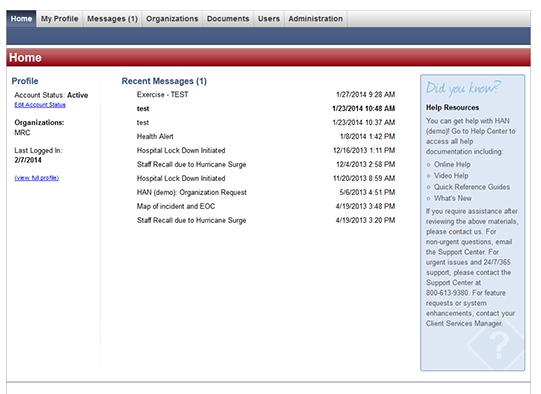 Home My Profile Messages (1) Organizations Documents Users Administration
Home
Profile
Account Status: Active
Edit Account Status
Organizations:
MRC
Last Logged In:
2/7/2014
(view full profile)
Recent Messages (1)
Exercise - TEST 1/27/2014 9:28 AM
test 1/23/2014 10:48 AM
test 1/23/2014 10:37 AM
Health Alert 1/8/2014 1:42 PM
Hospital Lock Down Initiated 12/16/2013 1:11 PM
Staff Recall due to Hurricane Surge 12/4/2013 2:58 PM
Hospital Lock Down Initiated 11/20/2013 8:59 AM
HAN (demo): Organization Request 5/6/2013 4:51 PM
Map of incident and EOC 4/19/2013 3:48 PM
Staff Recall due to Hurricane Surge 4/19/2013 3:20 PM
Did you know?
Help Resources
You can get help with HAN
(demo)! Go to Help Center to
access all help
documentation including:
Online Help
Video Help
Quick Reference Guides
What's New
If you require assistance after
reviewing the above materials,
please contact us. For
non-urgent questions, email
the Support Center. For
urgent issues and 24/7/365
support, please contact the
Support Center at
800-613-9380. For feature
requests or system
enhancements, contact your
Client Services Manager.
?